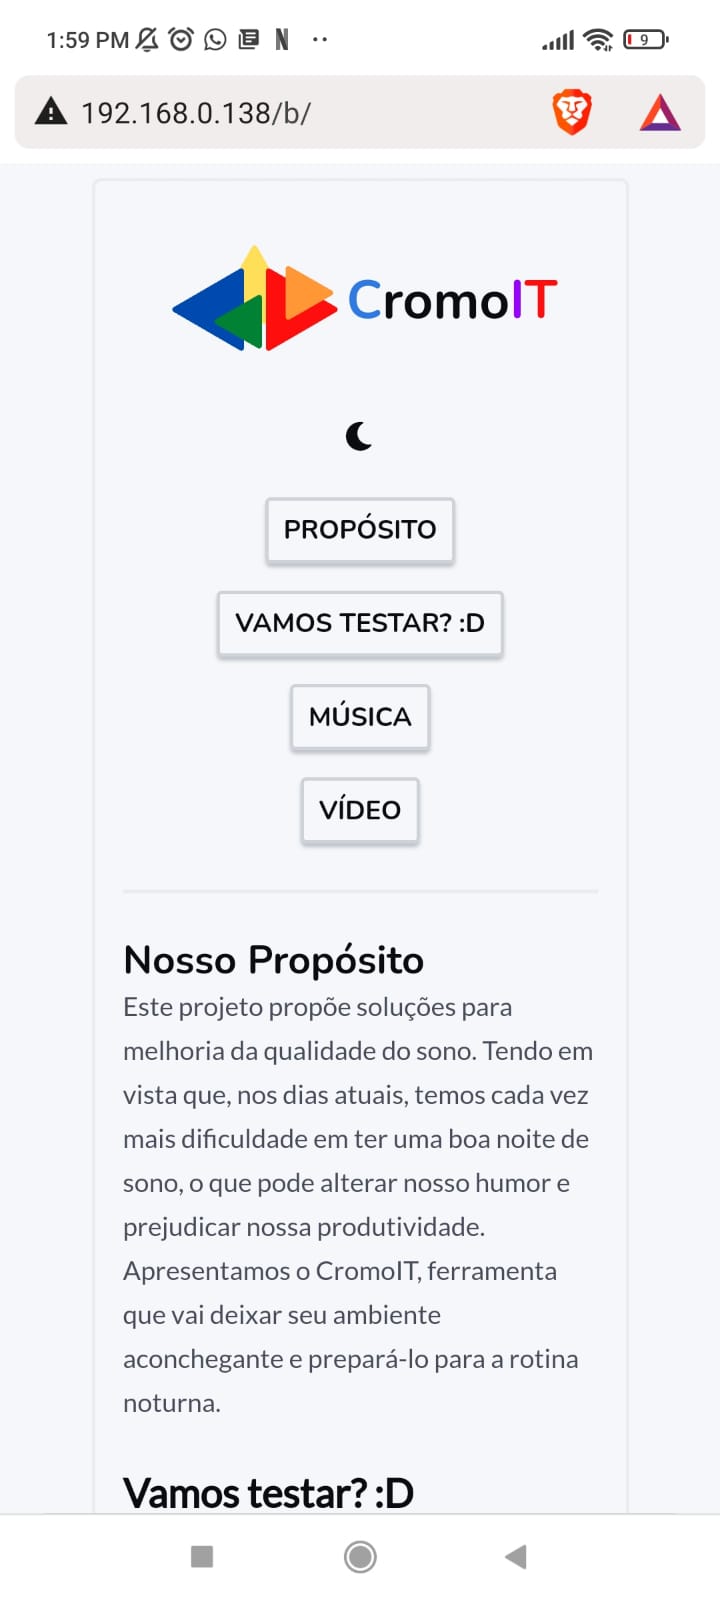 1:59 PM
9
192.168.0.138/b/
CromoIT
PROPÓSITO
VAMOS TESTAR? :D
MÚSICA
VÍDEO
Nosso Propósito
Este projeto propõe soluções para
melhoria da qualidade do sono. Tendo em
vista que, nos dias atuais, temos cada vez
mais dificuldade em ter uma boa noite de
sono, o que pode alterar nosso humor e
prejudicar nossa produtividade.
Apresentamos o CromoIT, ferramenta
que vai deixar seu ambiente
aconchegante e prepará-lo para a rotina
noturna.
Vamos testar? :D